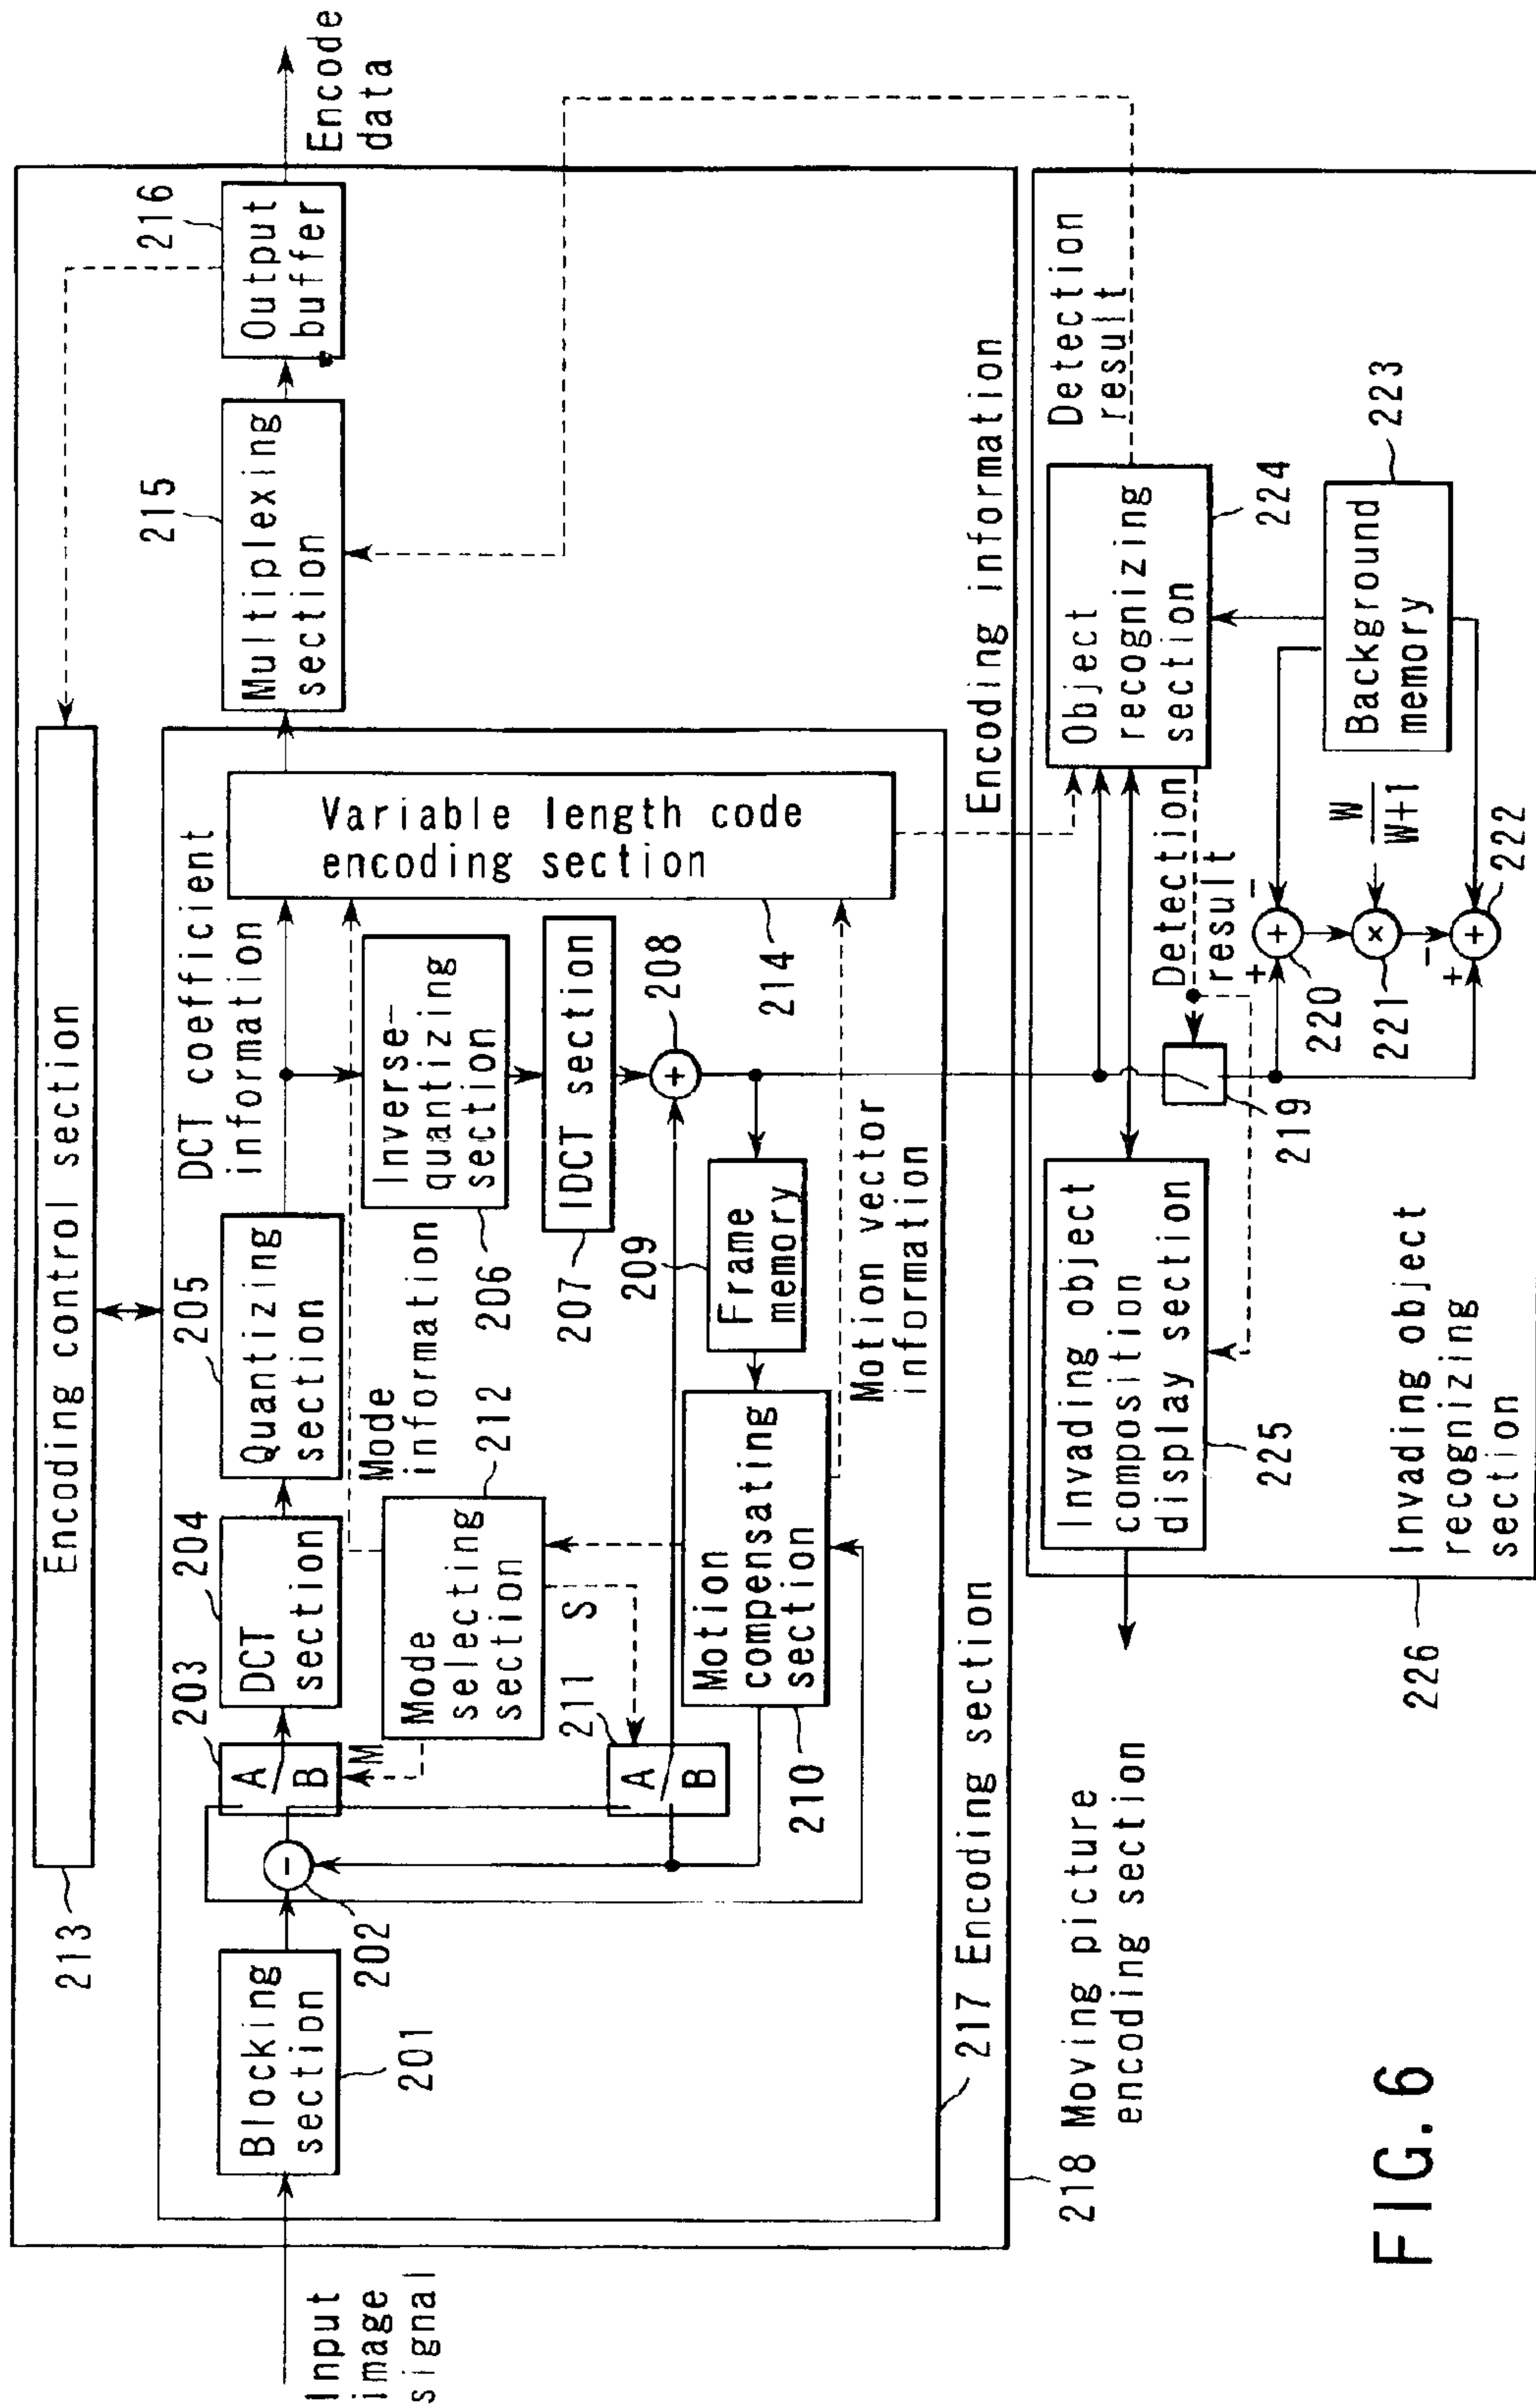 213
Encoding control section
Input
image
signal
Blocking
section
201
202
203
A
B
M
204
DCT
section
205
Quantizing
section
DCT coefficient
information
Mode
information
212
Mode
selecting
section
S
211
A
B
206
Inverse-
quantizing
section
207
IDCT section
208
209
Frame
memory
210
Motion
compensating
section
Motion vector
information
214
Variable length code
encoding section
215
Multiplexing
section
216
Output
buffer
Encode
data
217 Encoding section
Encoding information
218 Moving picture
encoding section
Invading object
composition
display section
225
219
Detection
result
Object
recognizing
section
224
Detection
result
+
-
+
220
×
221
W
W+1
-
+
+
222
Background
memory
223
226
Invading object
recognizing
section
FIG. 6